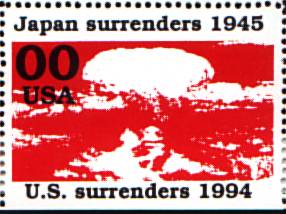 Japan surrenders 1945
00
USA
U.S. surrenders 1994